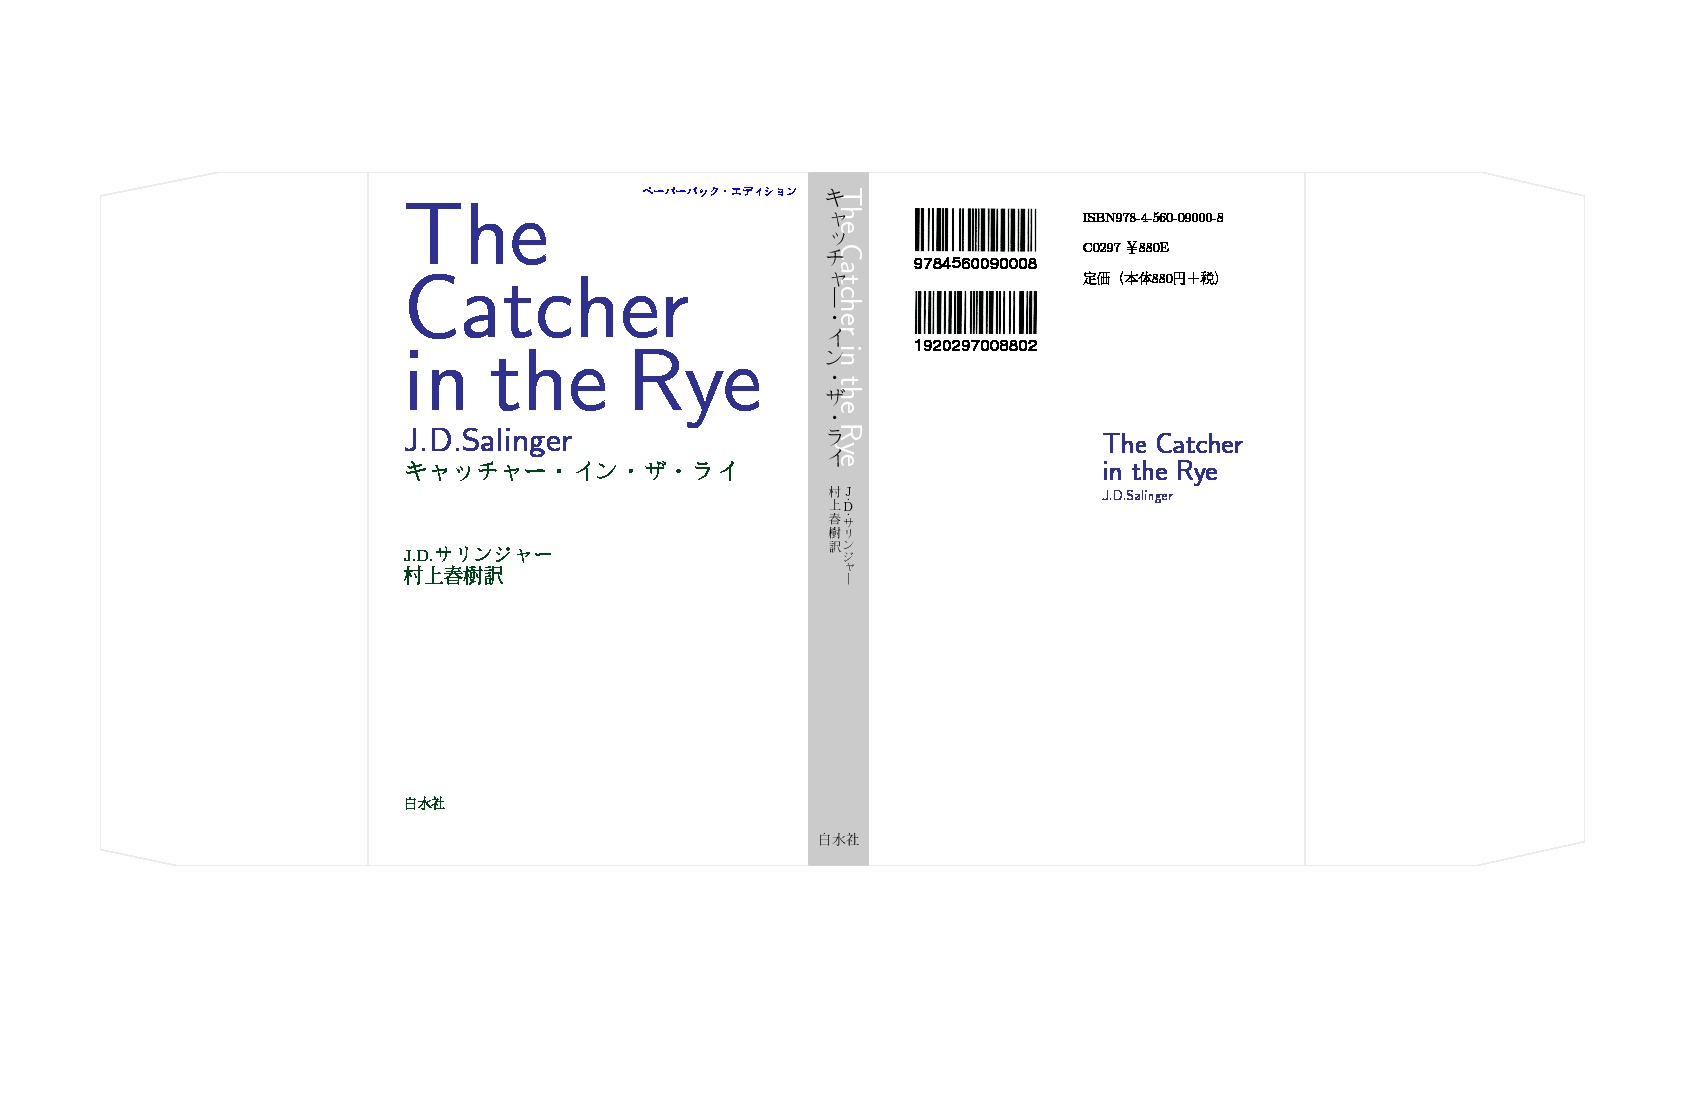 ペーパーバック・エディション
The
Catcher
in the Rye
J.D.Salinger
キャッチャー・イン・ザ・ライ
J.D.サリンジャー
村上春樹訳
白水社
The Catcher in the Rye
キャッチャー・イン・ザ・ライ
J・D・サリンジャー
村上春樹訳
白水社
9784560090008
1920297008802
ISBN978-4-560-09000-8
C0297 ￥880E
定価（本体880円＋税）
The Catcher
in the Rye
J.D.Salinger